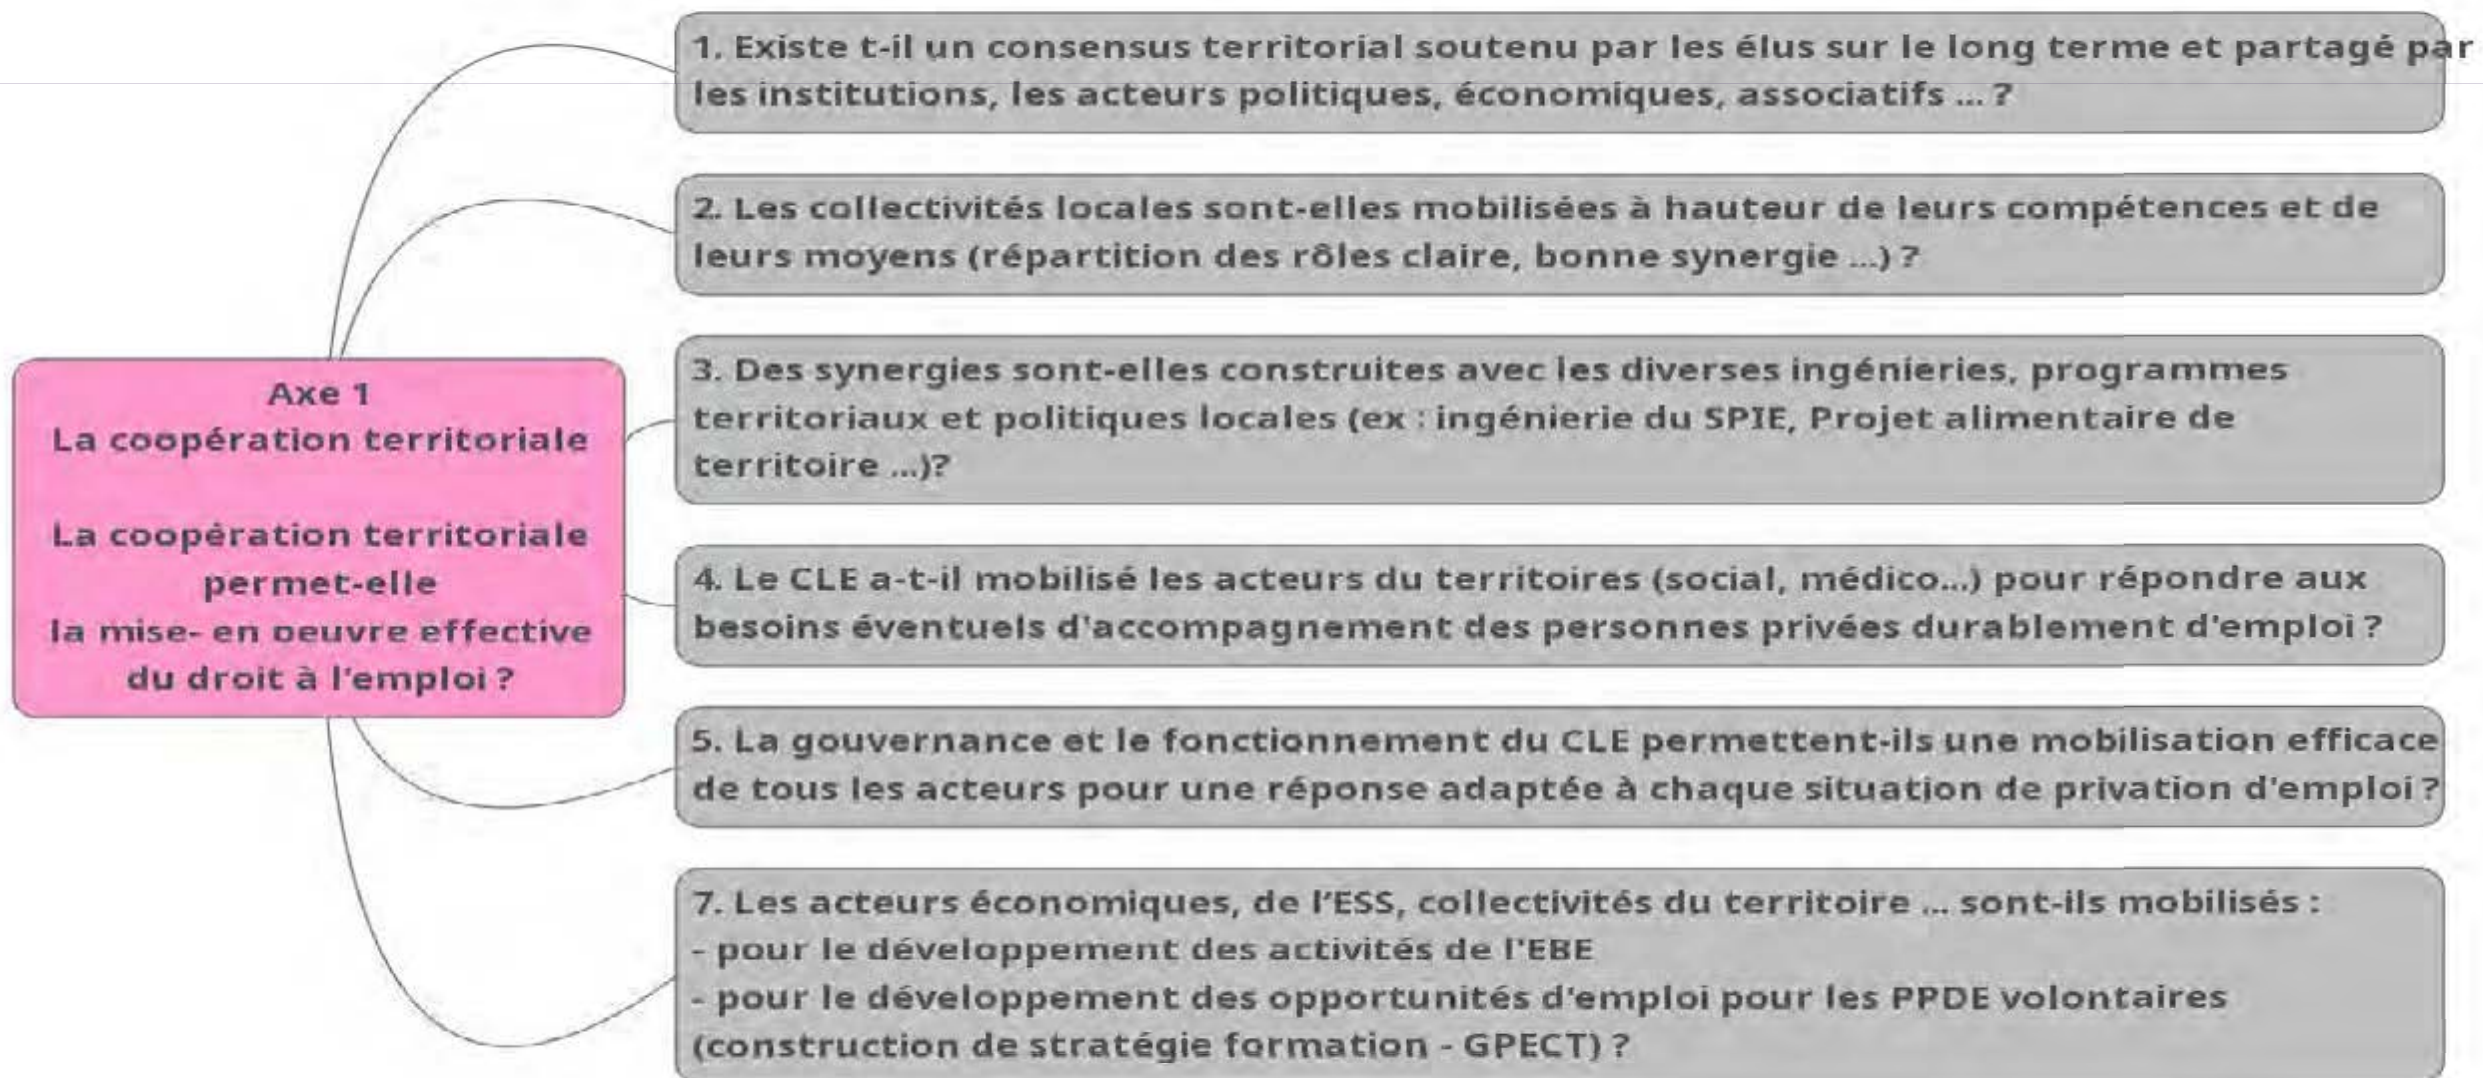 1. Existe t-il un consensus territorial soutenu par les élus sur le long terme et partagé par
les institutions, les acteurs politiques, économiques, associatifs ... ?
2. Les collectivités locales sont-elles mobilisées à hauteur de leurs compétences et de
leurs moyens (répartition des rôles claire, bonne synergie ...) ?
Axe 1
La coopération territoriale
La coopération territoriale
permet-elle
la mise- en oeuvre effective
du droit à l'emploi ?
3. Des synergies sont-elles construites avec les diverses ingénieries, programmes
territoriaux et politiques locales (ex : ingénierie du SPIE, Projet alimentaire de
territoire ...)?
4. Le CLE a-t-il mobilisé les acteurs du territoires (social, médico...) pour répondre aux
besoins éventuels d'accompagnement des personnes privées durablement d'emploi ?
5. La gouvernance et le fonctionnement du CLE permettent-ils une mobilisation efficace
de tous les acteurs pour une réponse adaptée à chaque situation de privation d'emploi ?
7. Les acteurs économiques, de l'ESS, collectivités du territoire ... sont-ils mobilisés :
- pour le développement des activités de l'EBE
- pour le développement des opportunités d'emploi pour les PPDE volontaires
(construction de stratégie formation - GPECT) ?